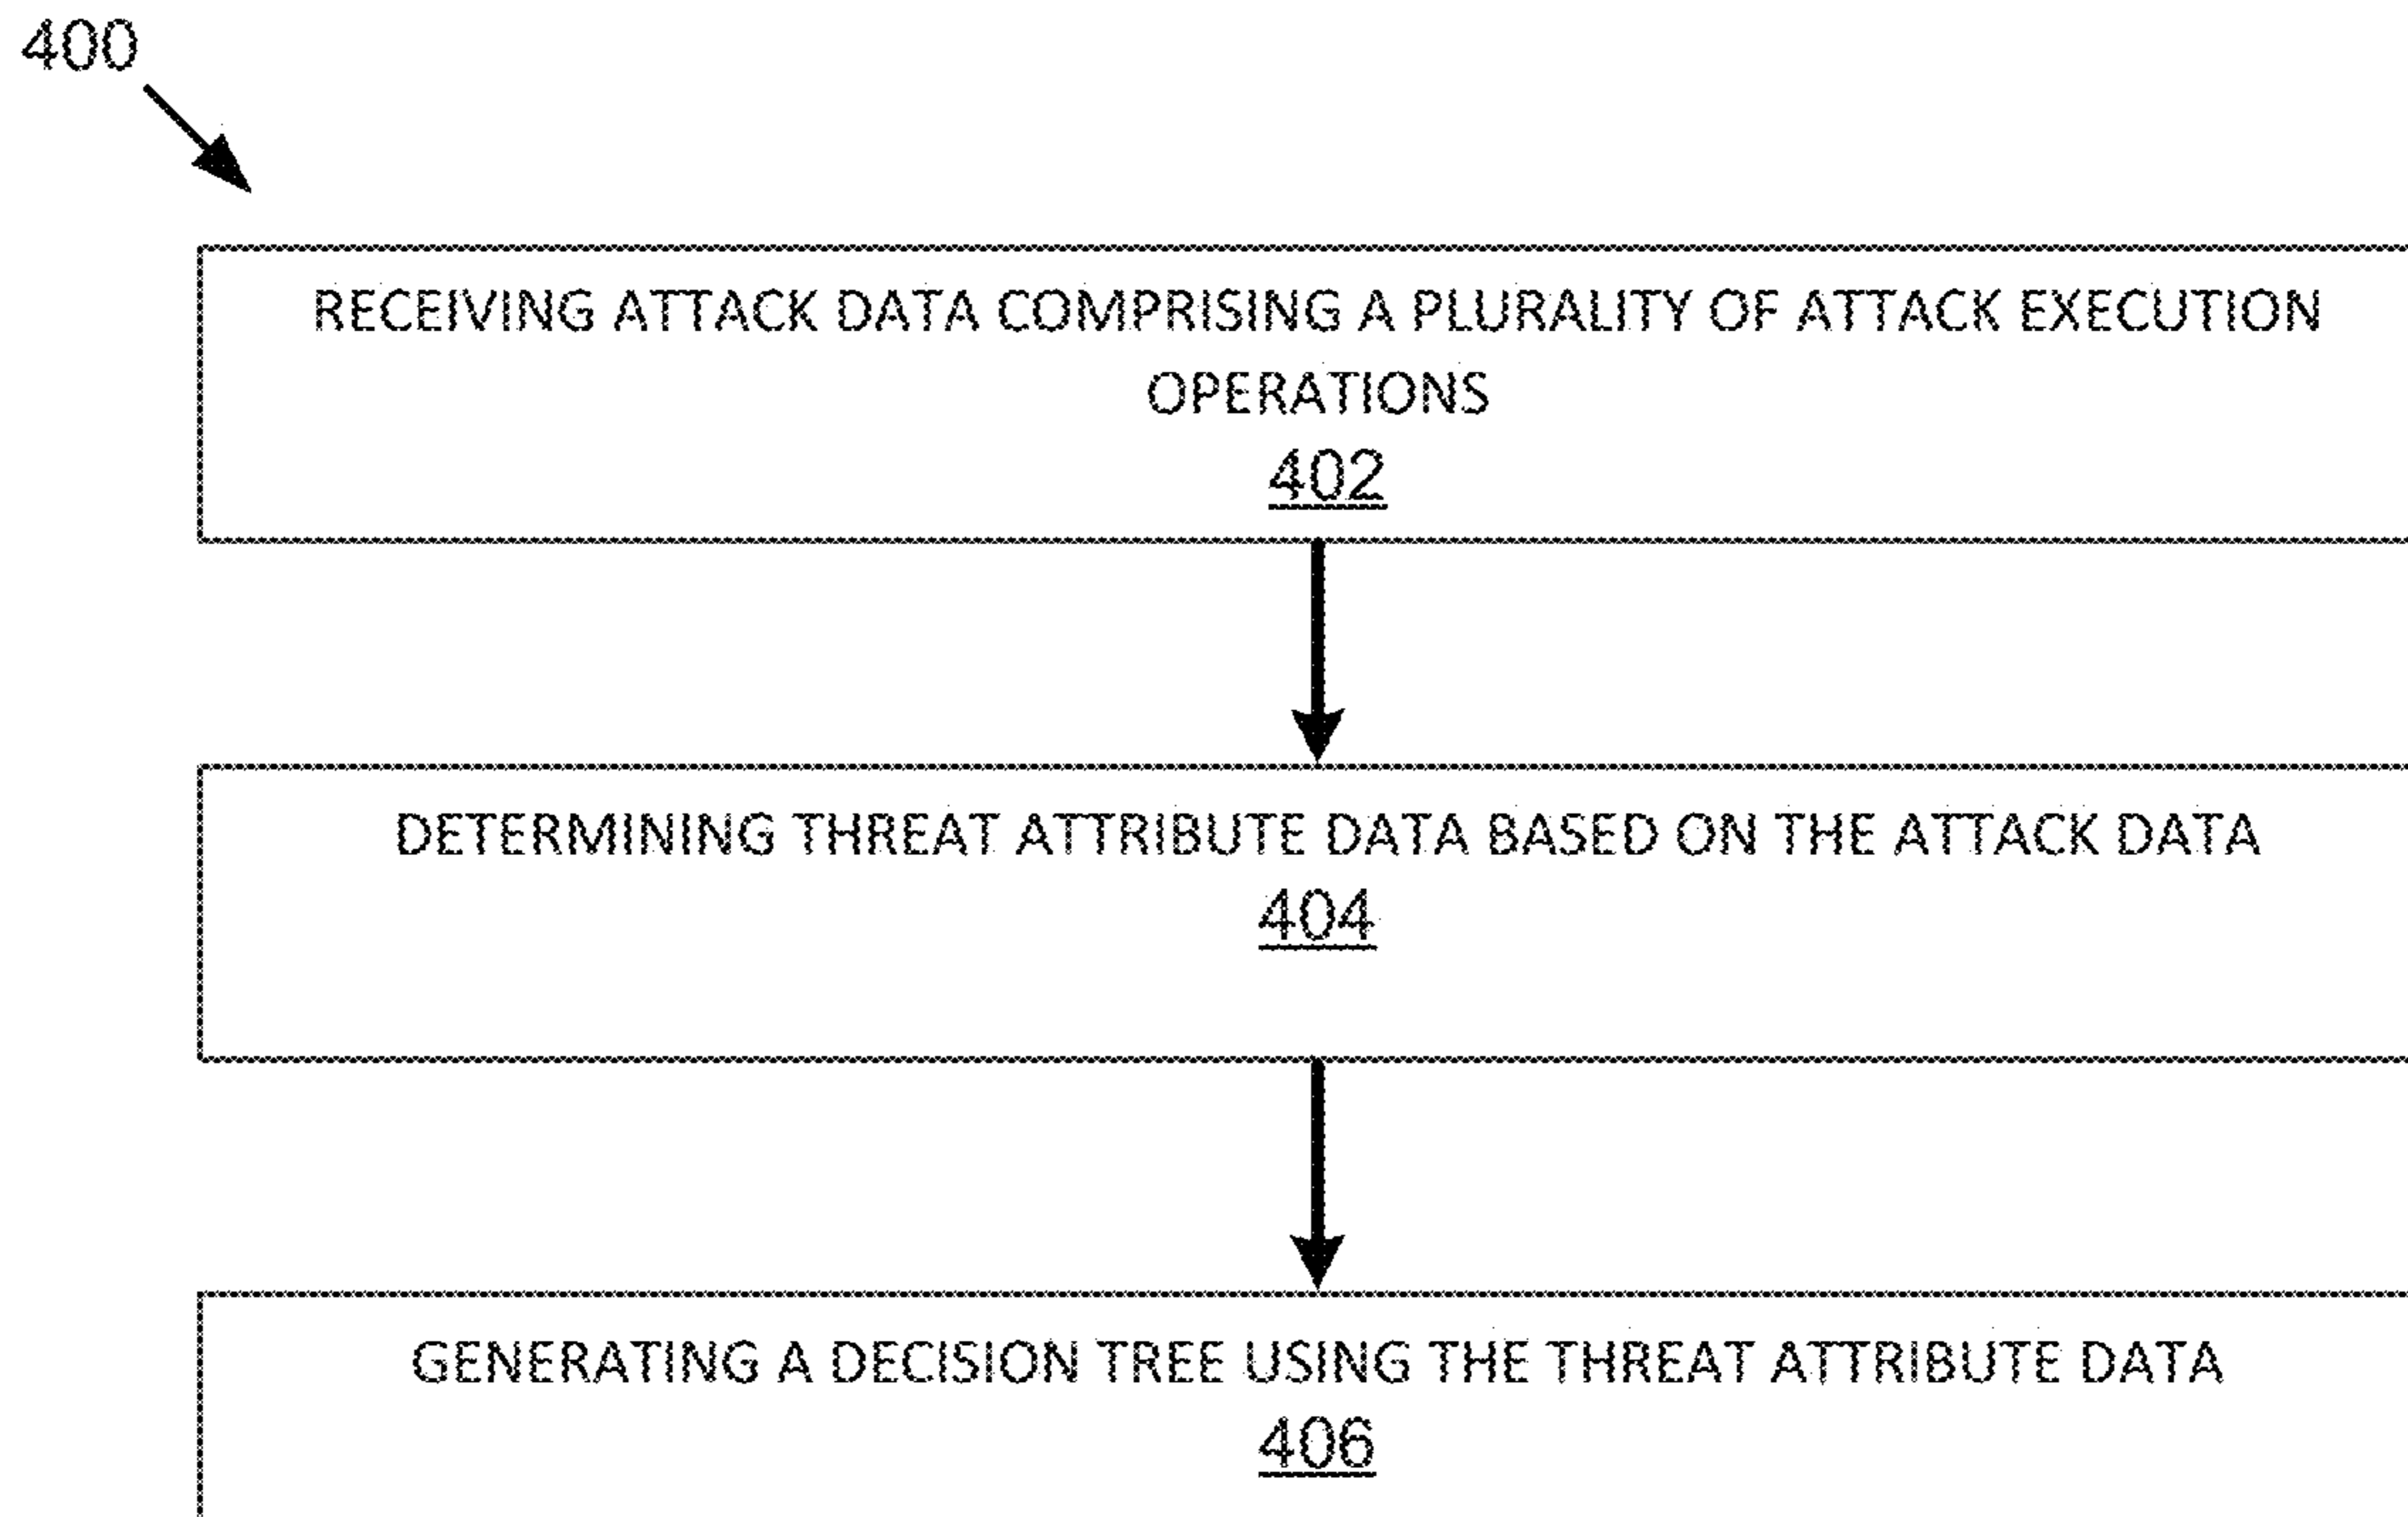 400
RECEIVING ATTACK DATA COMPRISING A PLURALITY OF ATTACK EXECUTION
OPERATIONS
402
DETERMINING THREAT ATTRIBUTE DATA BASED ON THE ATTACK DATA
404
GENERATING A DECISION TREE USING THE THREAT ATTRIBUTE DATA
406